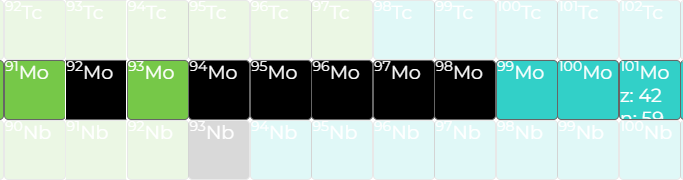 92Tc 93Tc 94Tc 95Tc 96Tc 97Tc 98Tc 99Tc 100Tc 101Tc 102Tc
91Mo 92Mo 93Mo 94Mo 95Mo 96Mo 97Mo 98Mo 99Mo 100Mo 101Mo
z: 42
n: 59
90Nb 91Nb 92Nb 93Nb 94Nb 95Nb 96Nb 97Nb 98Nb 99Nb 100Nb